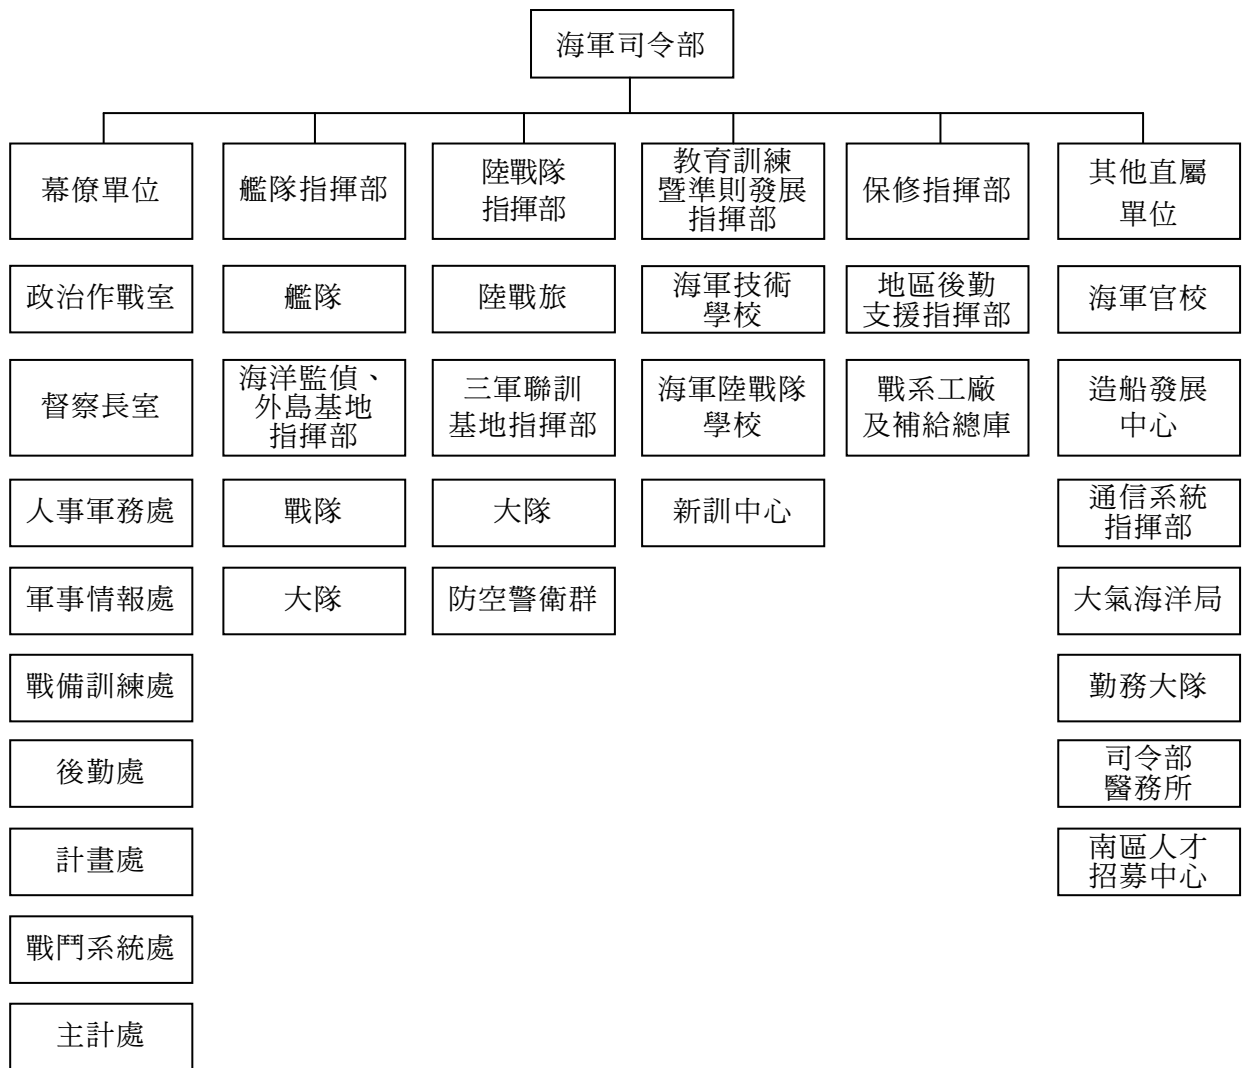 海軍司令部
幕僚單位
艦隊指揮部
陸戰隊
指揮部
教育訓練
暨準則發展
指揮部
保修指揮部
其他直屬
單位
政治作戰室
艦隊
陸戰旅
海軍技術
學校
地區後勤
支援指揮部
海軍官校
督察長室
海洋監偵、
外島基地
指揮部
三軍聯訓
基地指揮部
海軍陸戰隊
學校
戰系工廠
及補給總庫
造船發展
中心
人事軍務處
戰隊
大隊
新訓中心
通信系統
指揮部
軍事情報處
大隊
防空警衛群
大氣海洋局
戰備訓練處
勤務大隊
後勤處
司令部
醫務所
計畫處
南區人才
招募中心
戰鬥系統處
主計處